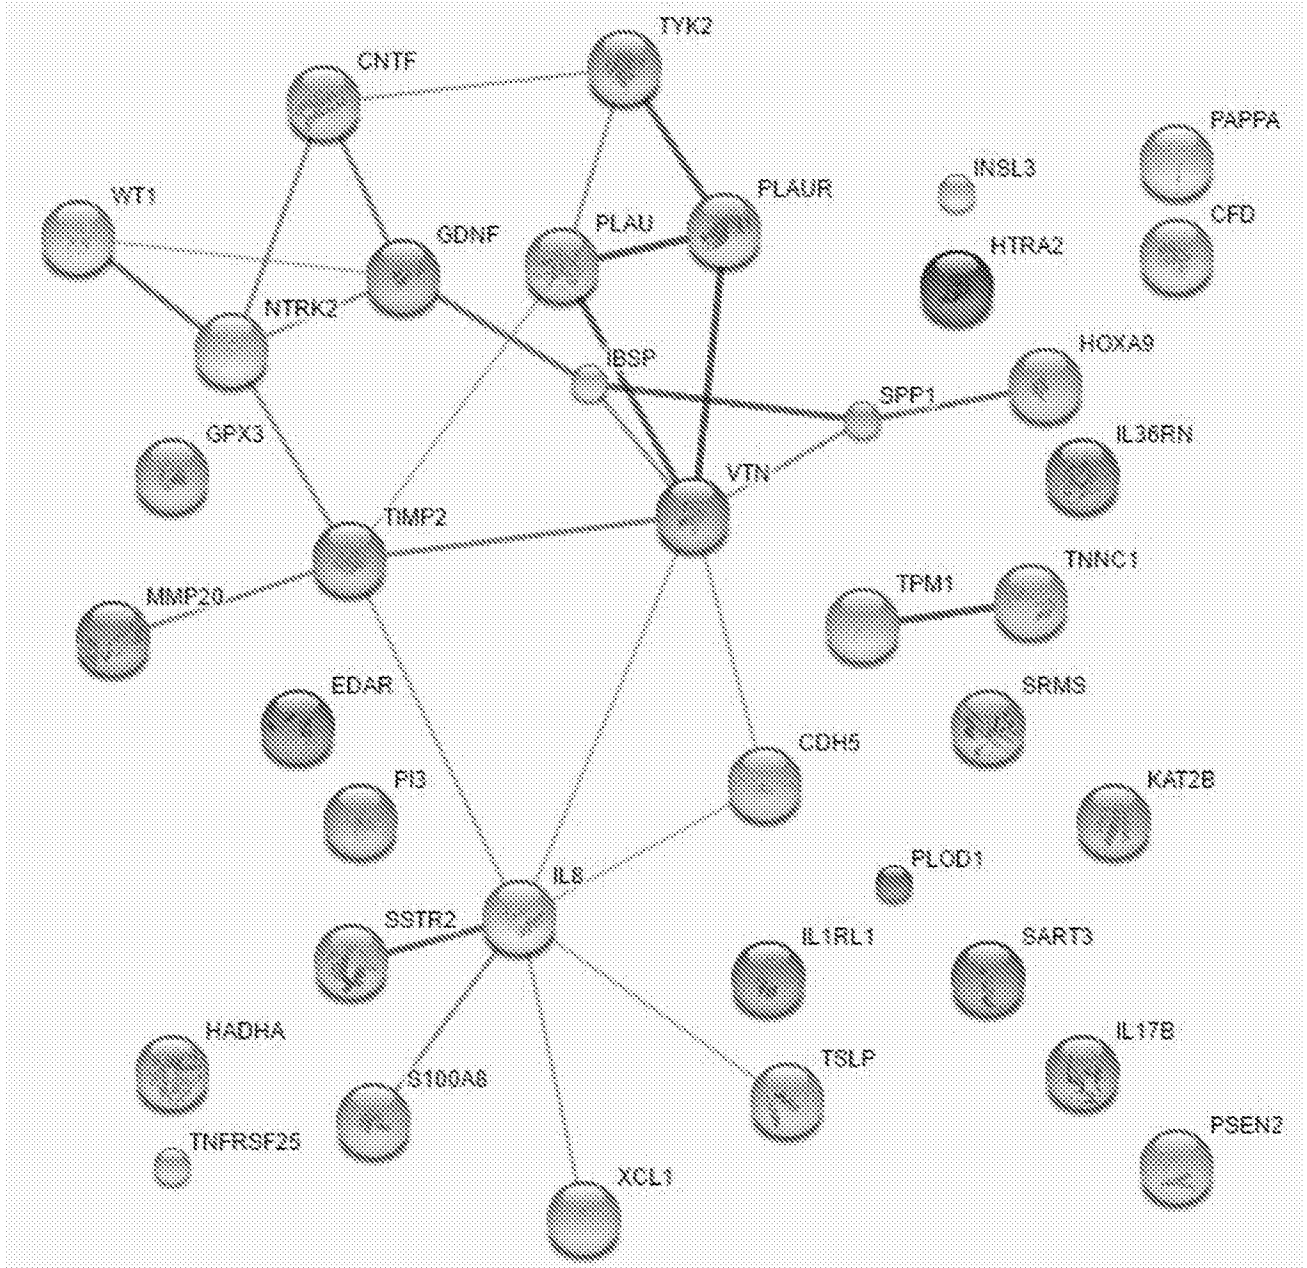 TYK2
CNTF
PAPPA
INSL3
PLAUR
WT1
PLAU
CFD
GDNF
HTRA2
NTRK2
HOXA9
IBSP
SPP1
GPX3
IL36RN
VTN
TIMP2
TNNC1
TPM1
MMP20
EDAR
SRMS
CDH5
PI3
KAT2B
PLOD1
IL8
SSTR2
IL1RL1
SART3
HADHA
IL17B
TSLP
S100A8
PSEN2
TNFRSF25
XCL1